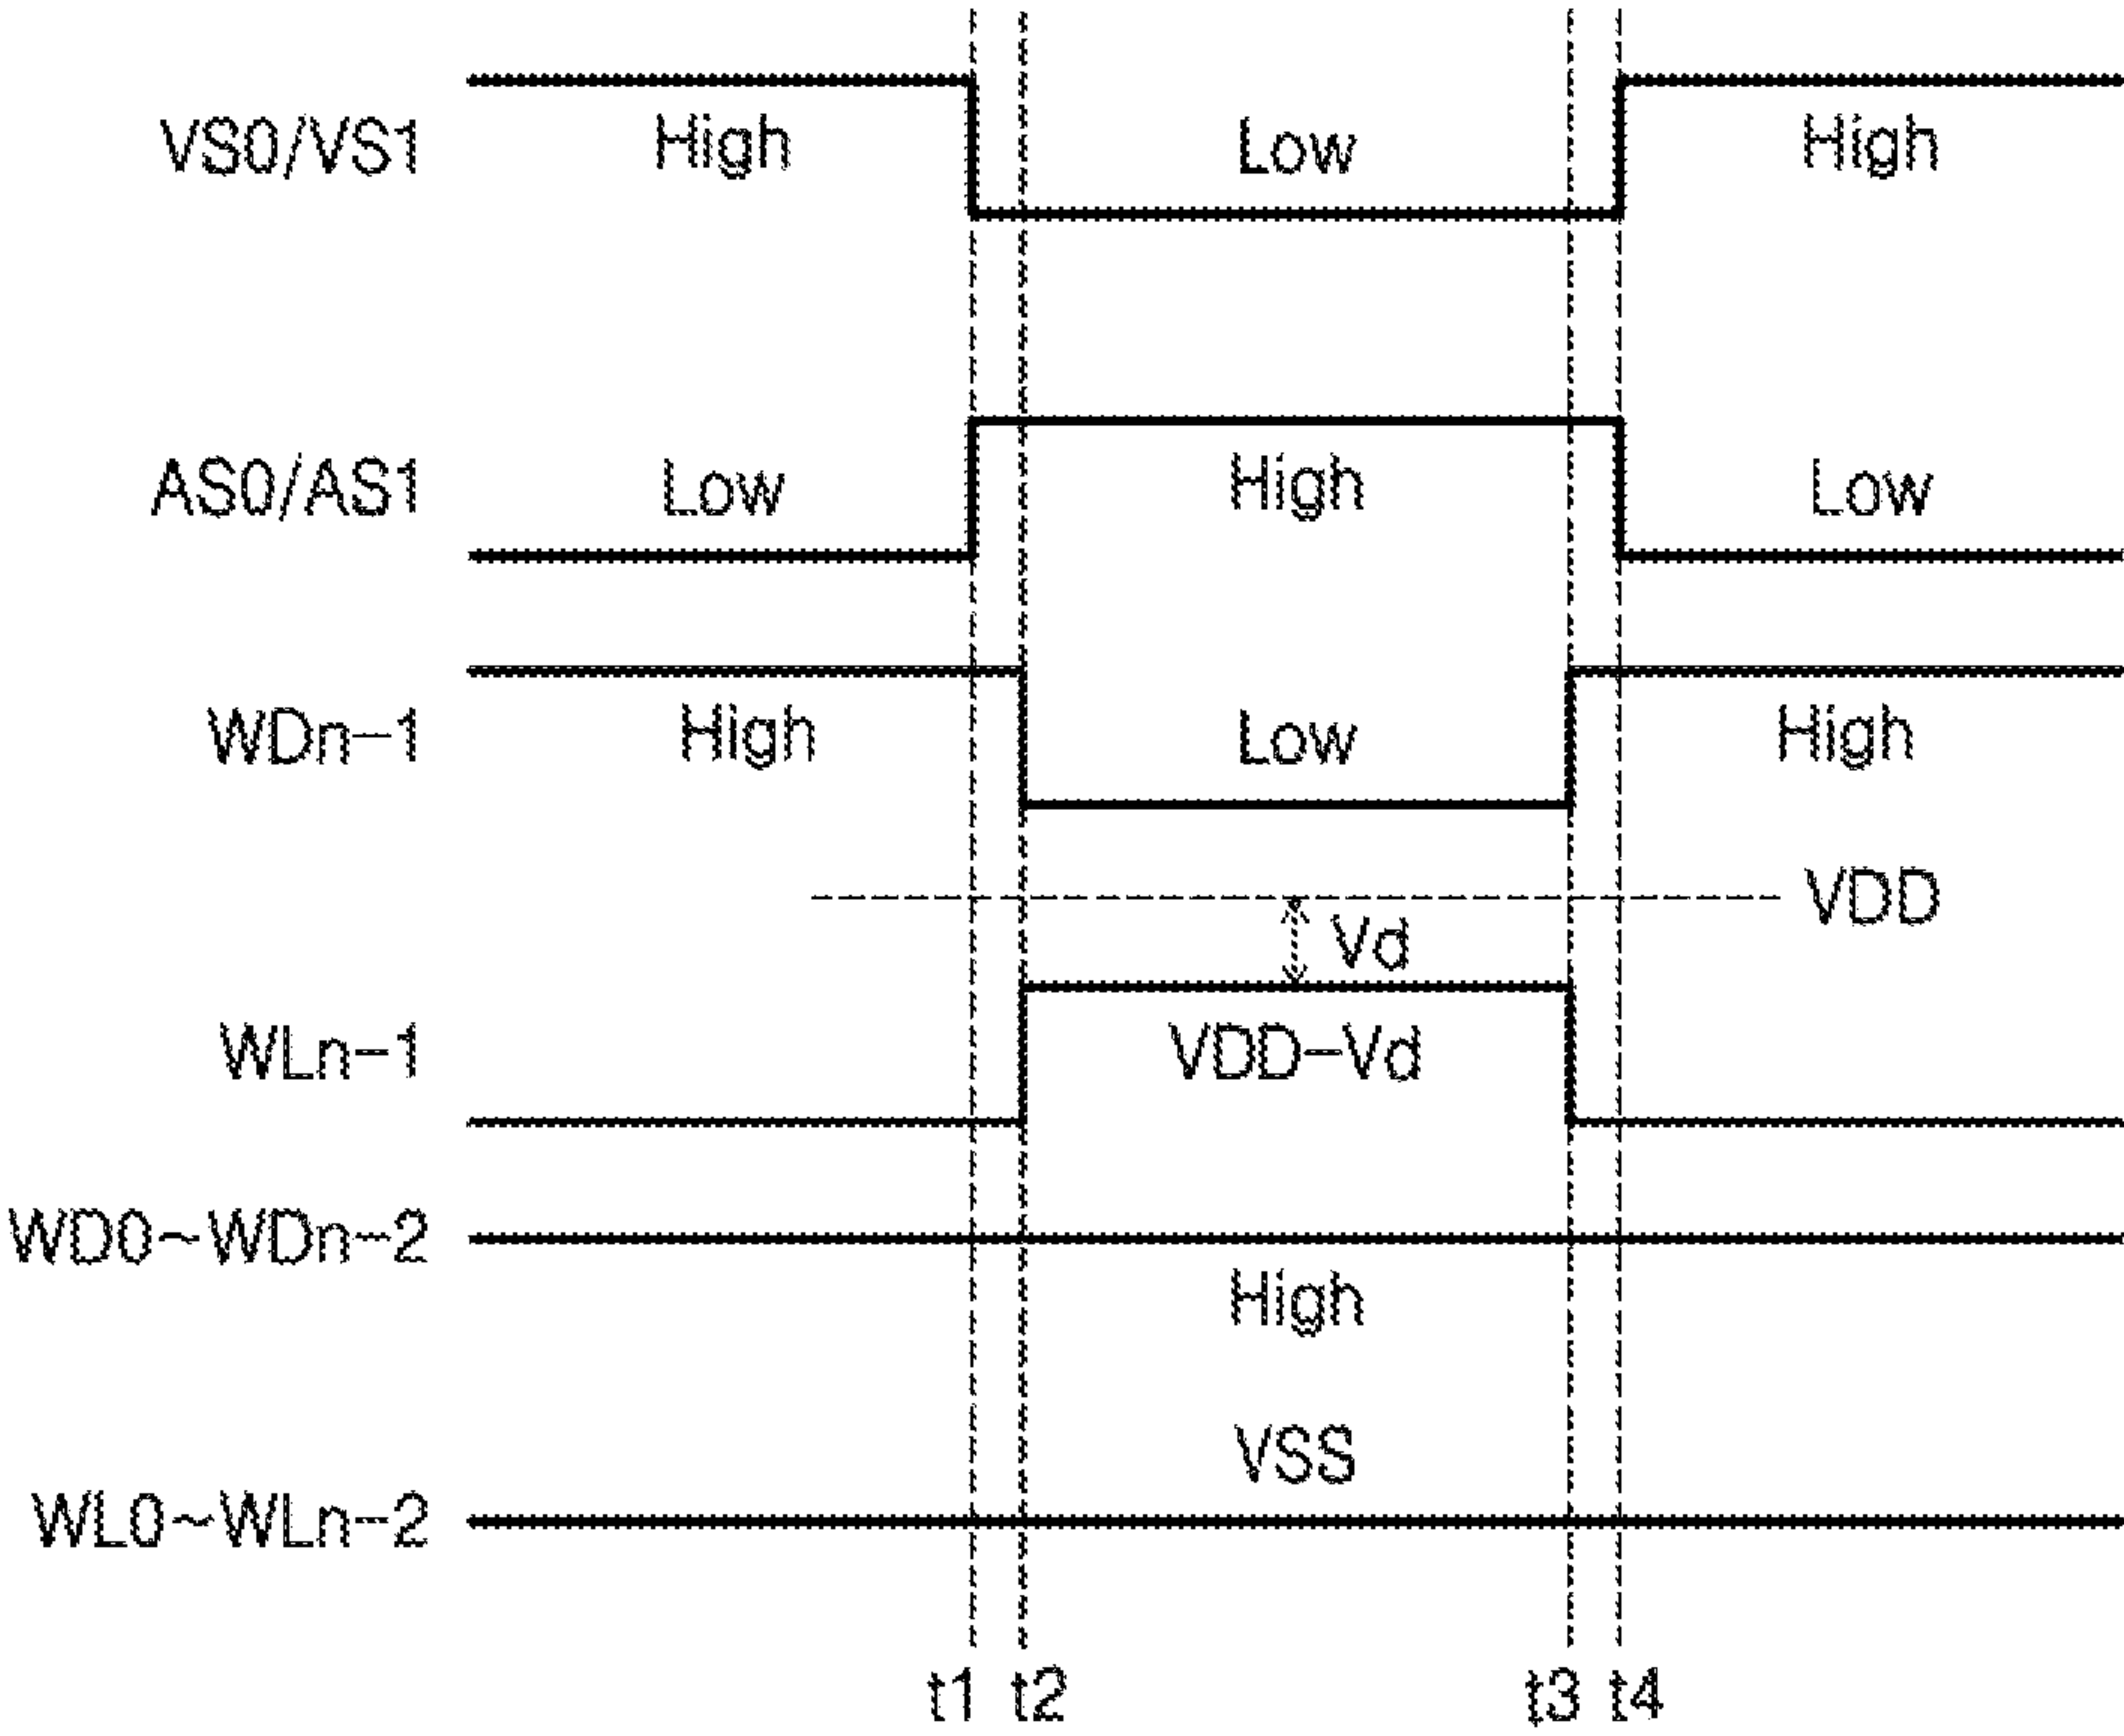 VS0/VS1 High Low High
AS0/AS1 Low High Low
WDn-1 High Low High
VDD
Vd
WLn-1 VDD-Vd
WD0~WDn-2
High
VSS
WL0~WLn-2
t1 t2 t3 t4